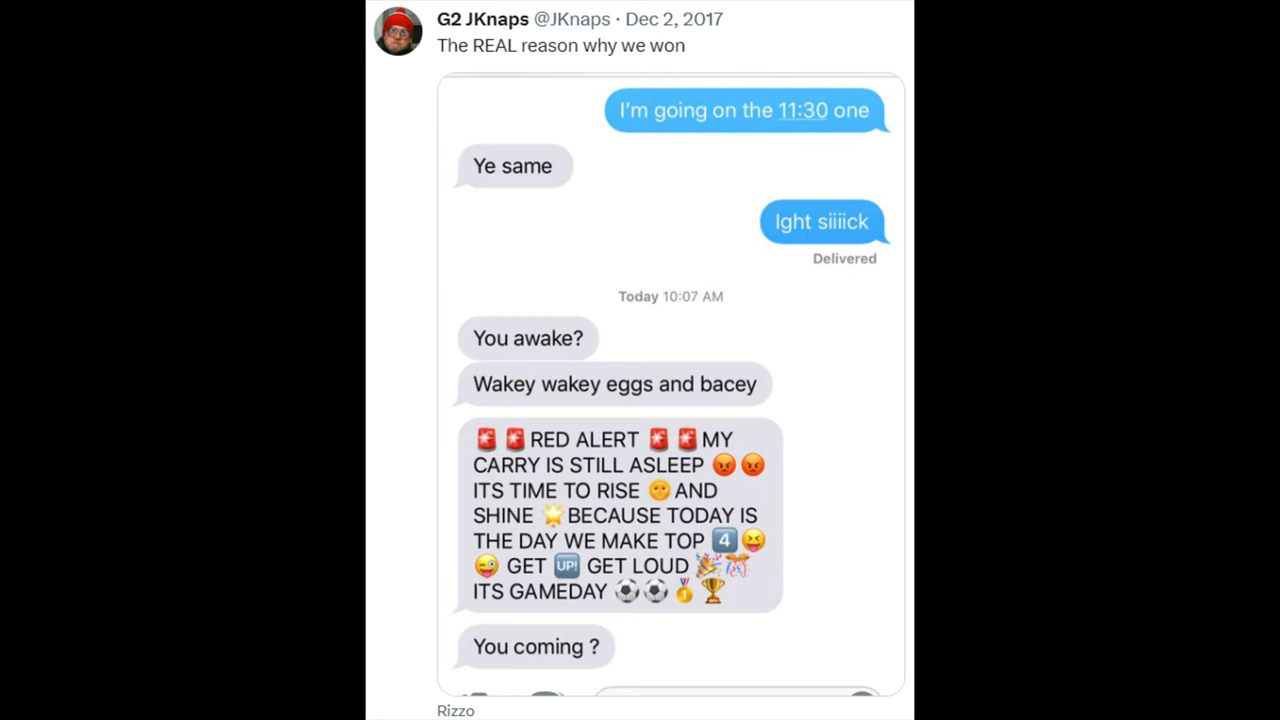 G2 JKnaps @JKnaps · Dec 2, 2017
The REAL reason why we won
I'm going on the 11:30 one
Ye same
Ight siiiick
Delivered
Today 10:07 AM
You awake?
Wakey wakey eggs and bacey
🚨🚨RED ALERT 🚨🚨MY
CARRY IS STILL ASLEEP 😡😡
ITS TIME TO RISE 🌞AND
SHINE 🌟BECAUSE TODAY IS
THE DAY WE MAKE TOP 4️⃣😝
😜 GET 🆙 GET LOUD 🎉🎊
ITS GAMEDAY ⚽⚽🏅🏆
You coming ?
Rizzo